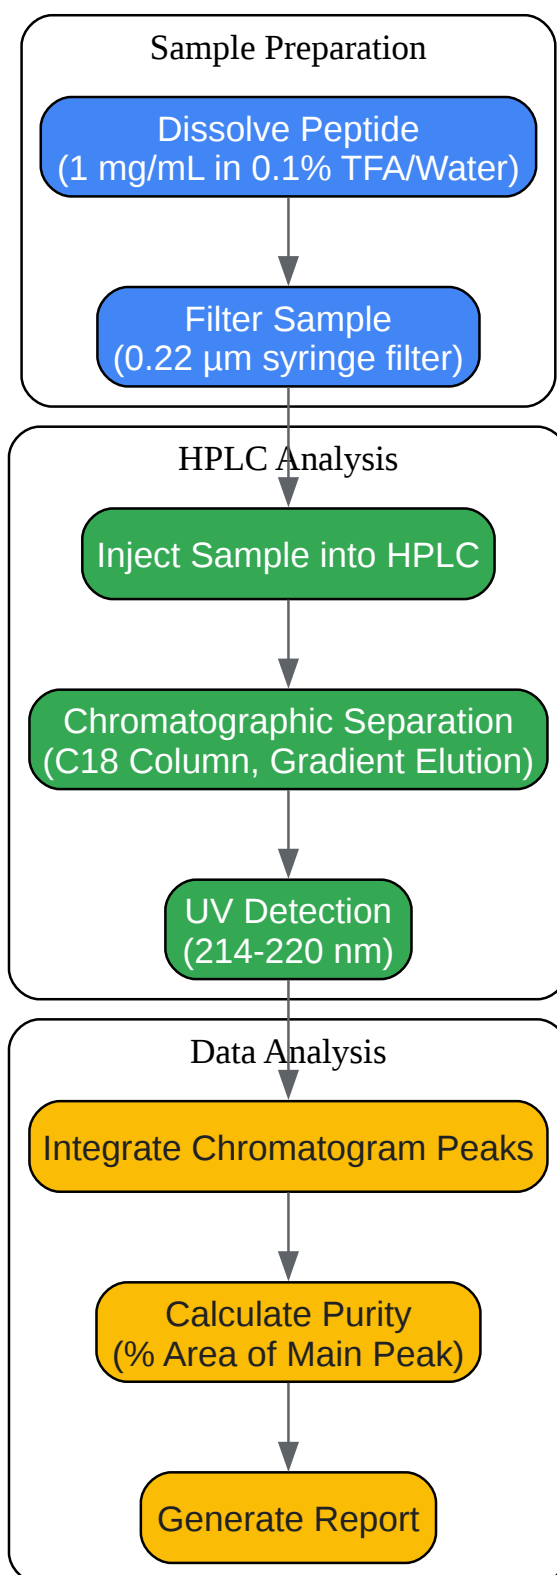 Sample Preparation
Dissolve Peptide
(1 mg/mL in 0.1% TFA/Water)
Filter Sample
(0.22 µm syringe filter)
HPLC Analysis
Inject Sample into HPLC
Chromatographic Separation
(C18 Column, Gradient Elution)
UV Detection
(214-220 nm)
Data Analysis
Integrate Chromatogram Peaks
Calculate Purity
(% Area of Main Peak)
Generate Report